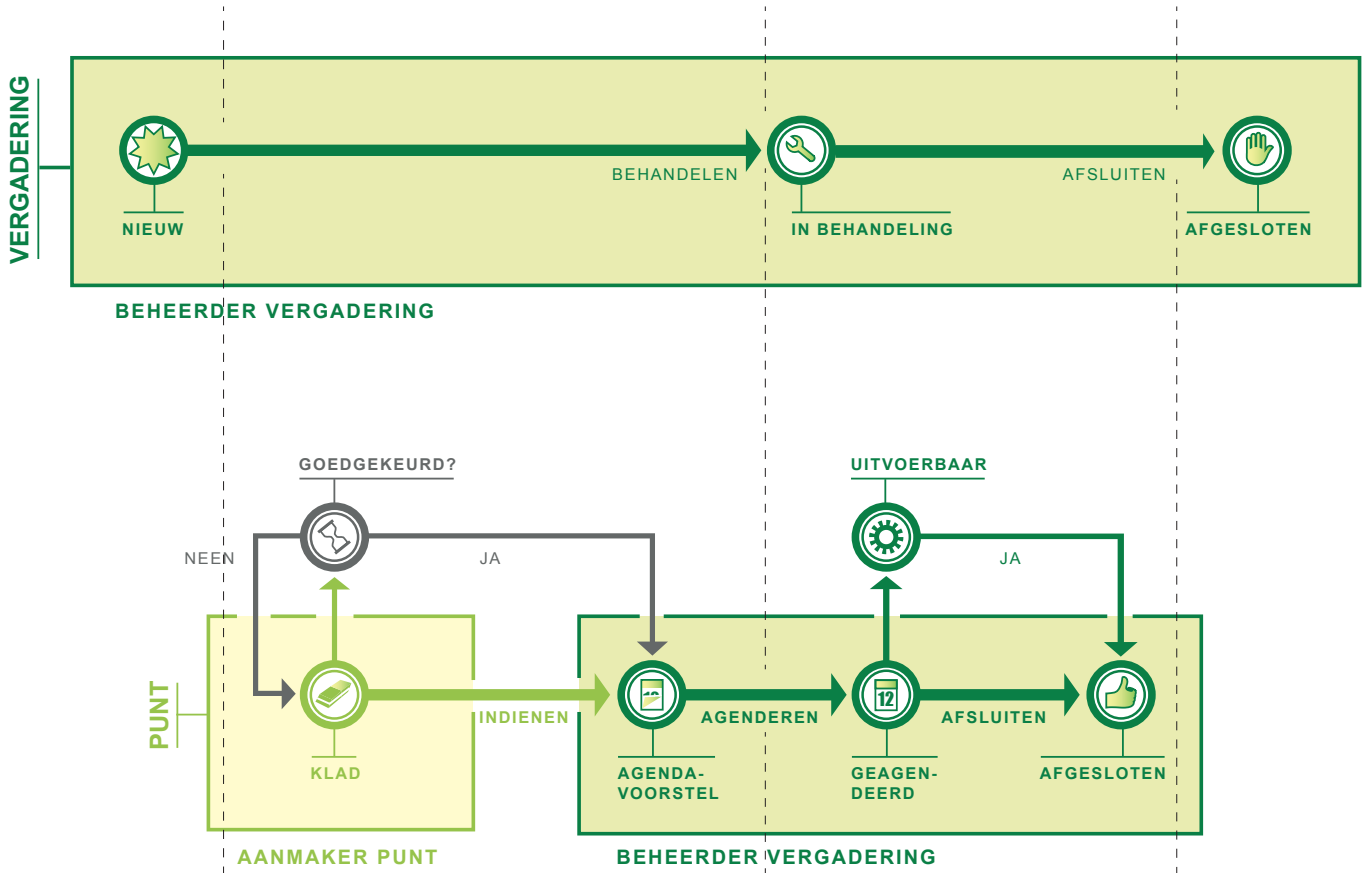 VERGADERING
BEHANDELEN
AFSLUITEN
NIEUW
IN BEHANDELING
AFGESLOTEN
BEHEERDER VERGADERING
GOEDGEKEURD?
UITVOERBAAR
NEEN
JA
JA
PUNT
12
INDIENEN
AGENDEREN
AFSLUITEN
KLAD
AGENDA-
VOORSTEL
GEAGEN-
DEERD
AFGESLOTEN
AANMAKER PUNT
BEHEERDER VERGADERING